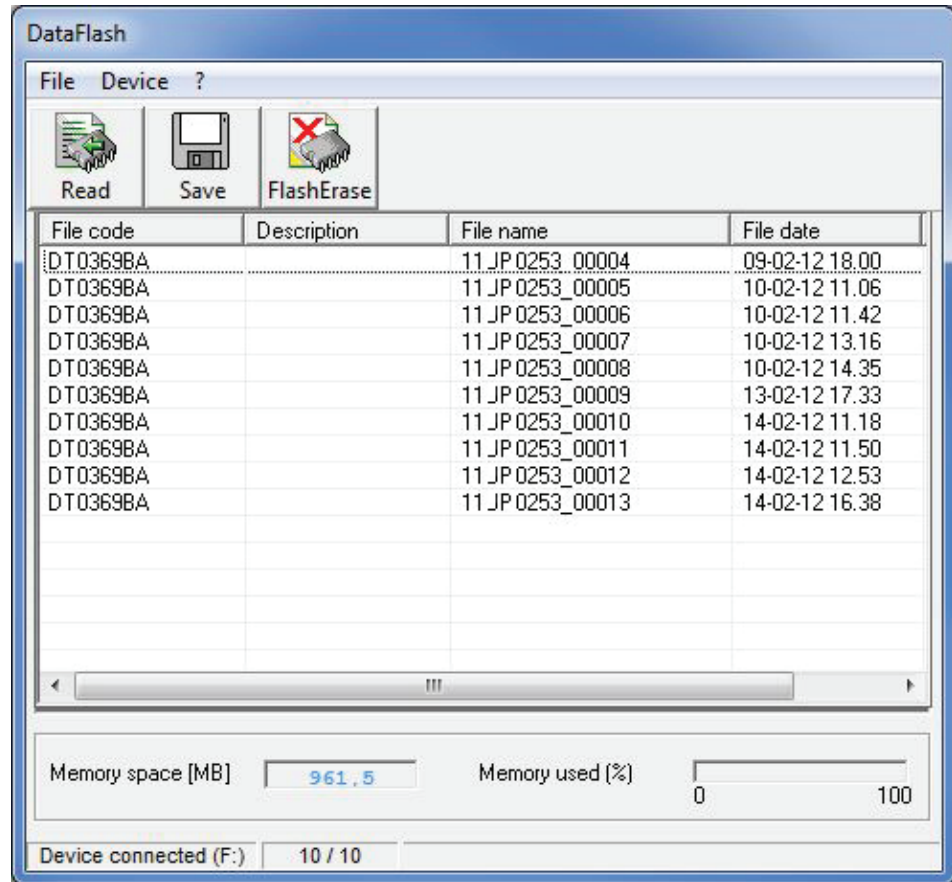 DataFlash
File Device ?
Read Save FlashErase
File code Description File name File date
DT0369BA 11 JP 0253_00004 09-02-12 18.00
DT0369BA 11 JP 0253_00005 10-02-12 11.06
DT0369BA 11 JP 0253_00006 10-02-12 11.42
DT0369BA 11 JP 0253_00007 10-02-12 13.16
DT0369BA 11 JP 0253_00008 10-02-12 14.35
DT0369BA 11 JP 0253_00009 13-02-12 17.33
DT0369BA 11 JP 0253_00010 14-02-12 11.18
DT0369BA 11 JP 0253_00011 14-02-12 11.50
DT0369BA 11 JP 0253_00012 14-02-12 12.53
DT0369BA 11 JP 0253_00013 14-02-12 16.38
Memory space [MB] 961,5 Memory used (%)
0 100
Device connected (F:) 10 / 10